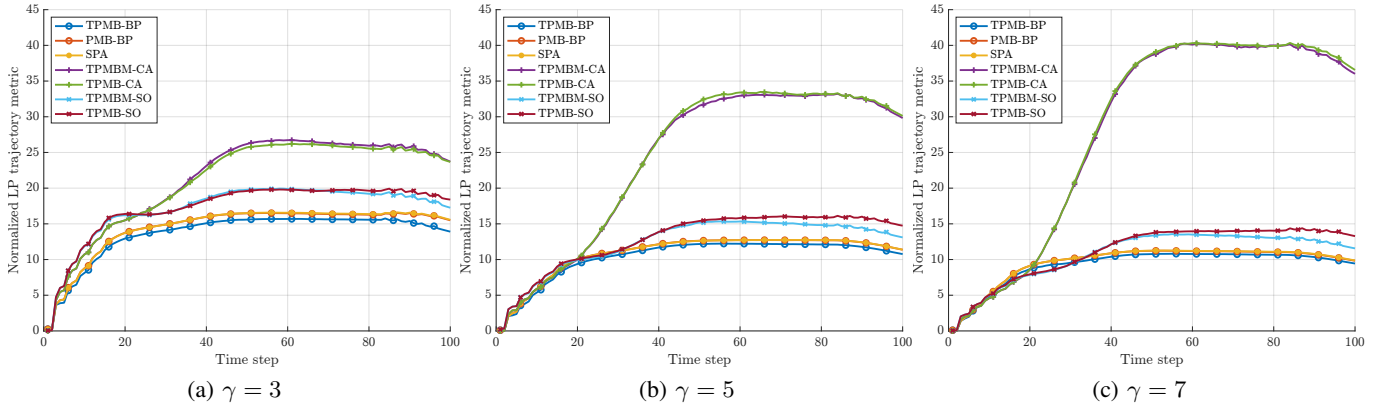 Normalized LP trajectory metric
45
40
35
30
25
20
15
10
5
0
TPMB-BP
PMB-BP
SPA
TPMBM-CA
TPMB-CA
TPMBM-SO
TPMB-SO
0 20 40 60 80 100
Time step
(a) γ = 3
Normalized LP trajectory metric
45
40
35
30
25
20
15
10
5
0
TPMB-BP
PMB-BP
SPA
TPMBM-CA
TPMB-CA
TPMBM-SO
TPMB-SO
0 20 40 60 80 100
Time step
(b) γ = 5
Normalized LP trajectory metric
45
40
35
30
25
20
15
10
5
0
TPMB-BP
PMB-BP
SPA
TPMBM-CA
TPMB-CA
TPMBM-SO
TPMB-SO
0 20 40 60 80 100
Time step
(c) γ = 7